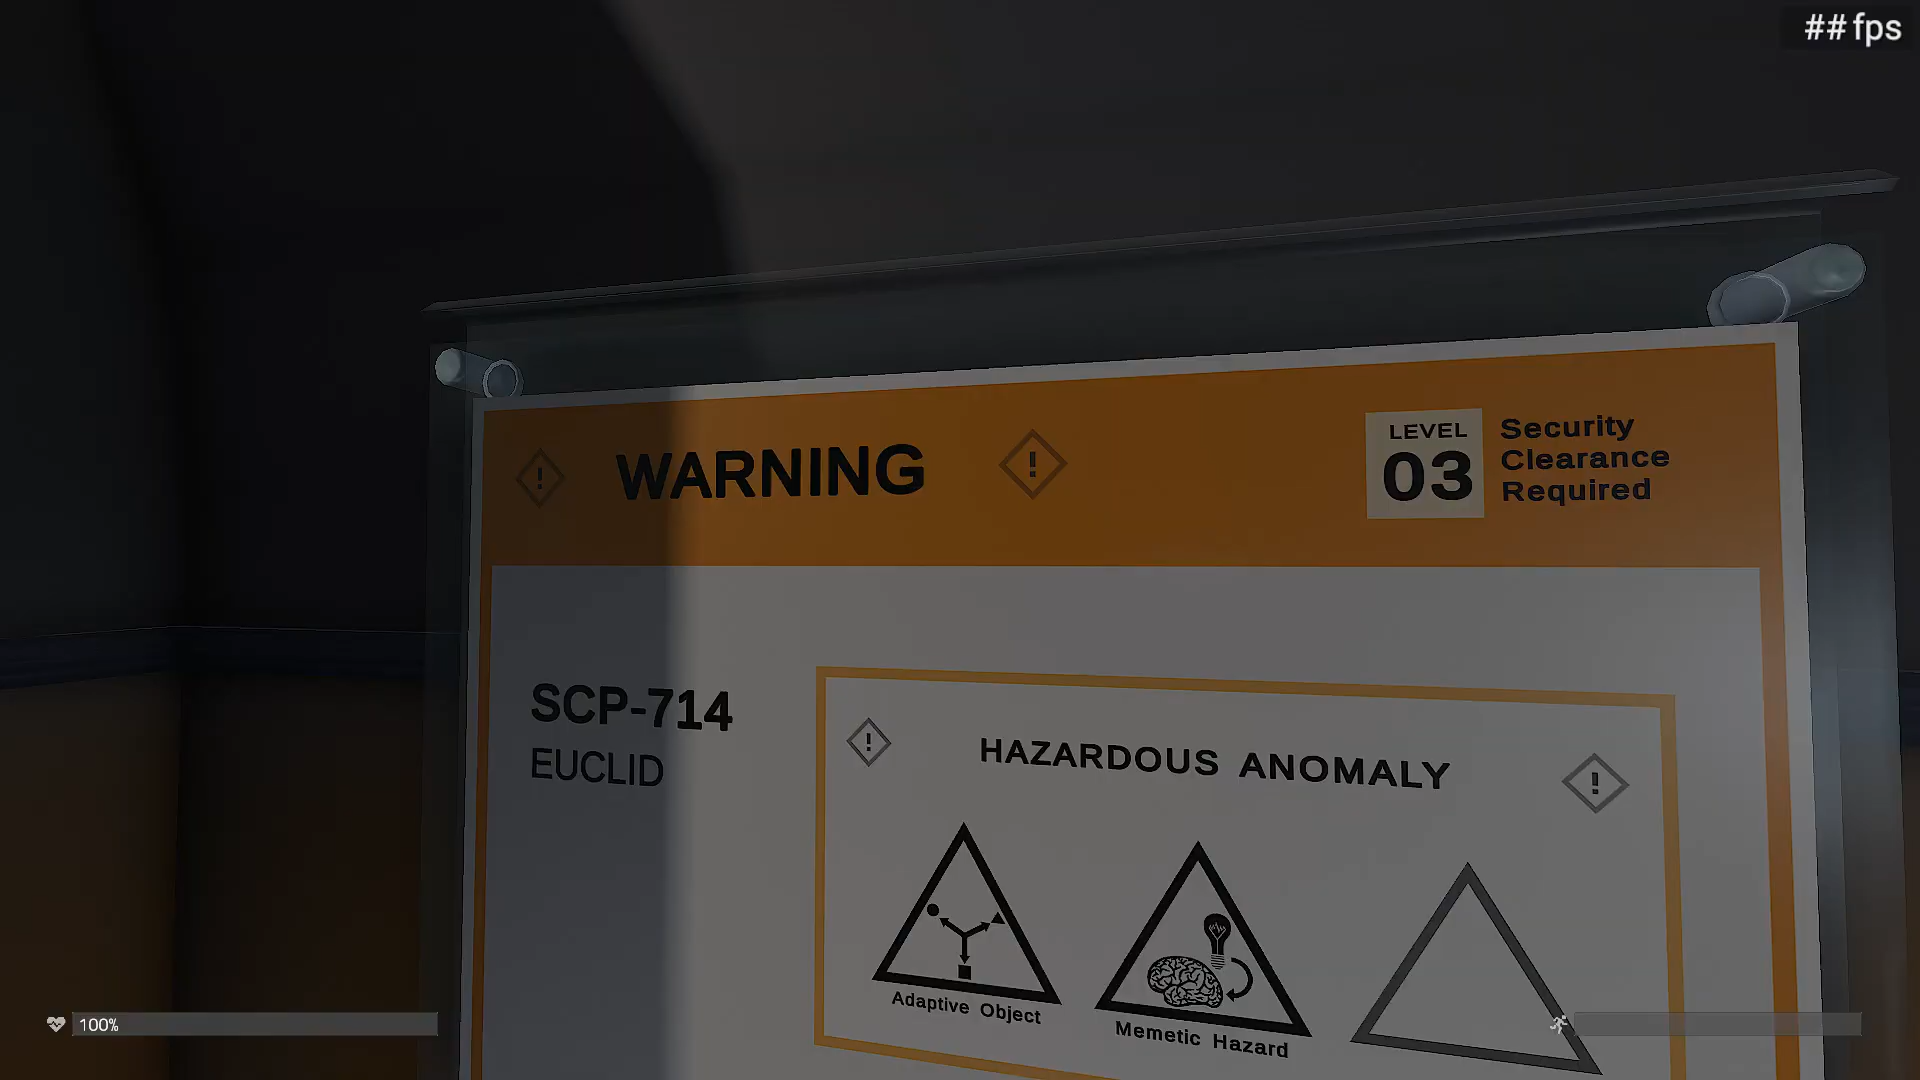 ##fps
WARNING
LEVEL
03
Security
Clearance
Required
SCP-714
EUCLID
HAZARDOUS ANOMALY
Adaptive Object
Memetic Hazard
100%